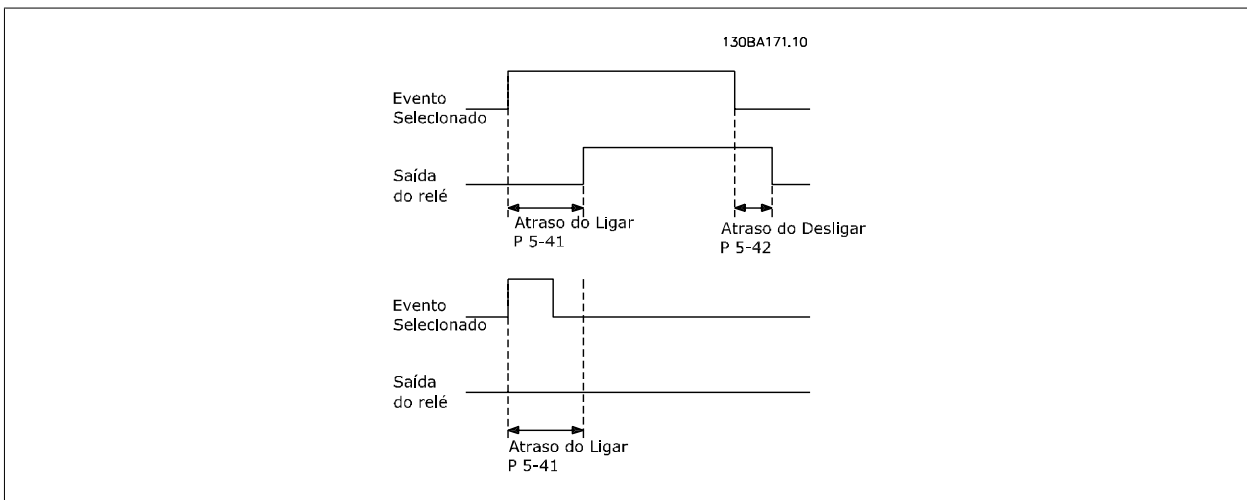 130BA171.10
Evento
Selecionado
Saída
do relé
Atraso do Ligar
P 5-41
Atraso do Desligar
P 5-42
Evento
Selecionado
Saída
do relé
Atraso do Ligar
P 5-41